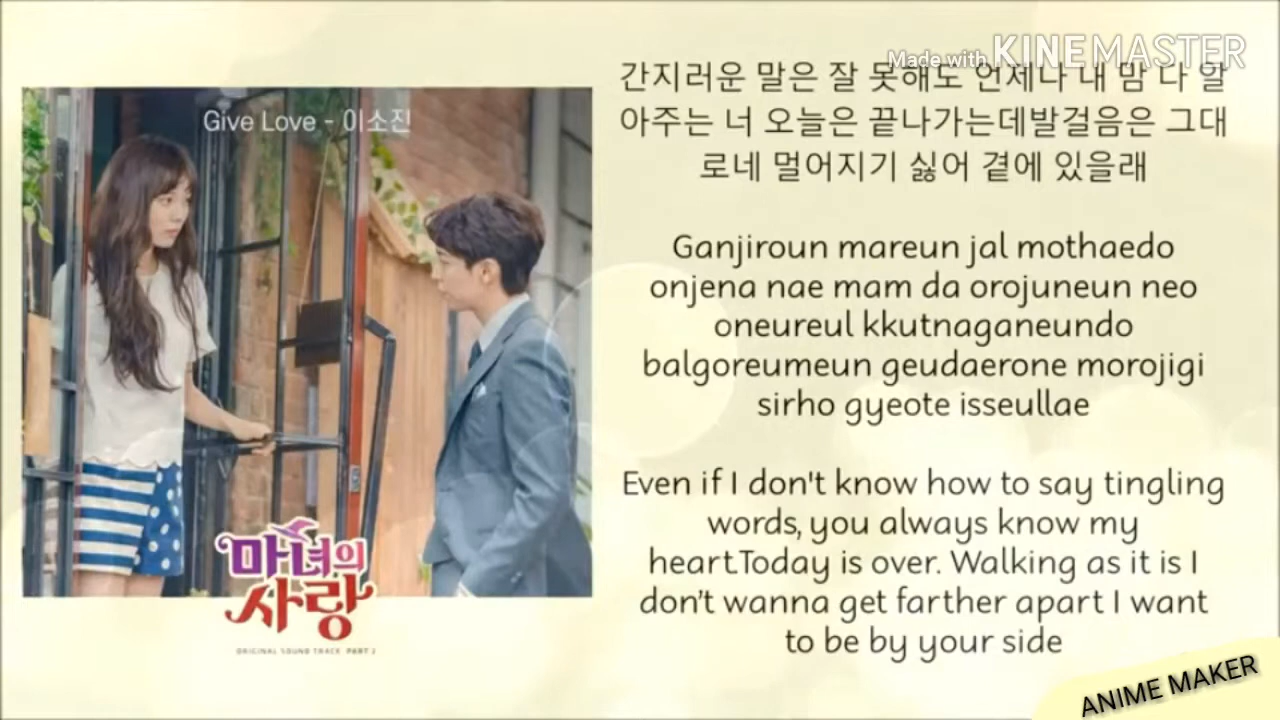 Made with KINEMASTER
Give Love - 이소진
간지러운 말은 잘 못해도 언제나 내 맘 다 알
아주는 너 오늘은 끝나가는데발걸음은 그대
로네 멀어지기 싫어 곁에 있을래
Ganjiroun mareun jal mothaedo
onjena nae mam da orojuneun neo
oneureul kkutnaganeundo
balgoreumeun geudaerone morojigi
sirho gyeote isseullae
Even if I don't know how to say tingling
words, you always know my
heart.Today is over. Walking as it is I
don't wanna get farther apart I want
to be by your side
마녀의
사랑
ORIGINAL SOUND TRACK PART 2
ANIME MAKER